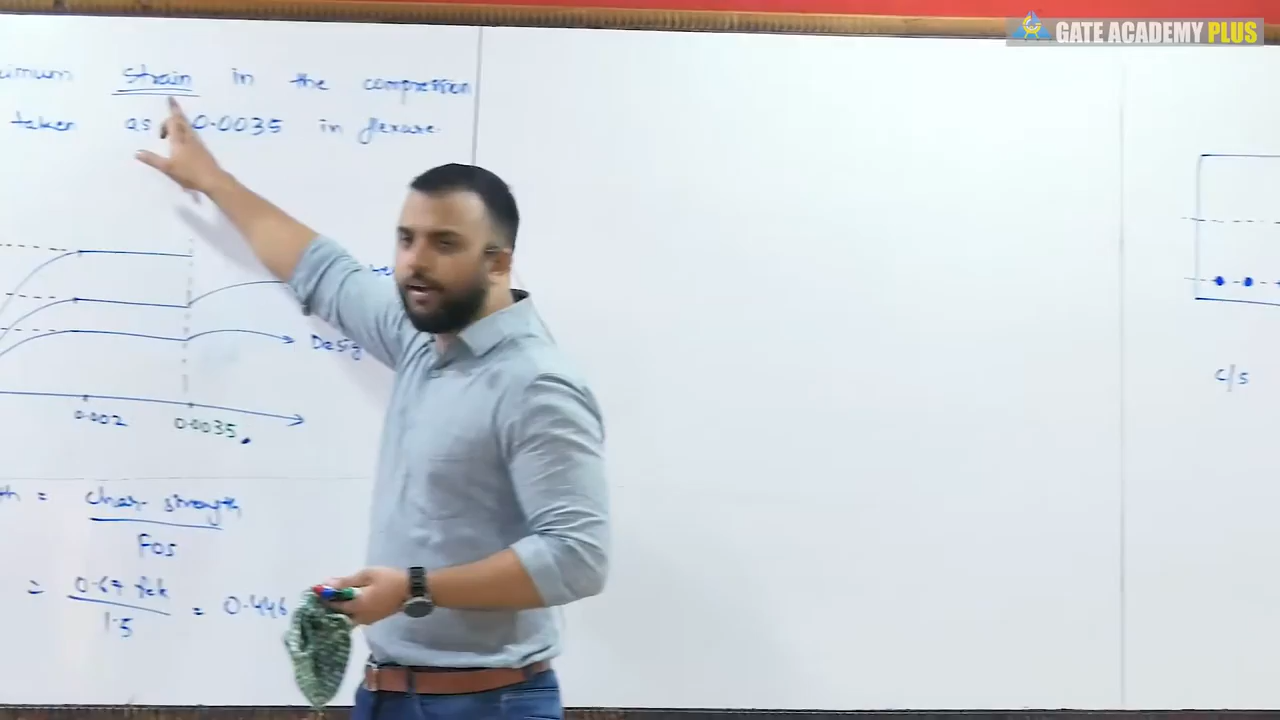 GATE ACADEMY PLUS
strain in the compression
taken as 0.0035 in flexure.
0.002
0.0035
= char. strength
FOS
= 0.67 fck
1.5
= 0.446
C/S